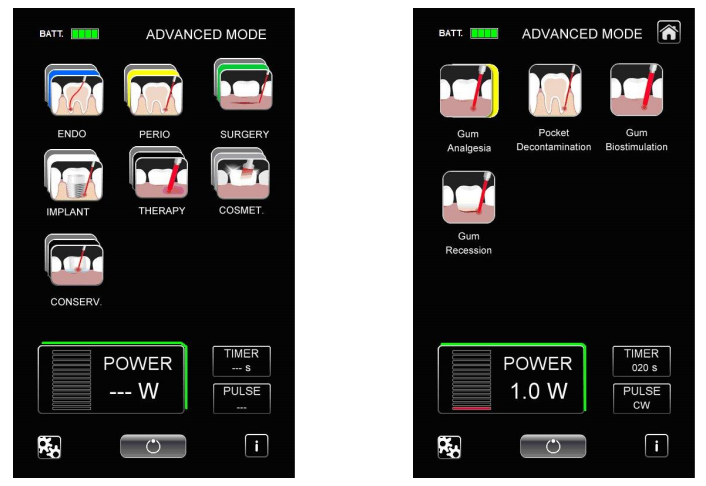 BATT.
ADVANCED MODE
ENDO
PERIO
SURGERY
IMPLANT
THERAPY
COSMET.
CONSERV.
POWER
--- W
TIMER
--- s
PULSE
---
i
BATT.
ADVANCED MODE
Gum
Analgesia
Pocket
Decontamination
Gum
Biostimulation
Gum
Recession
POWER
1.0 W
TIMER
020 s
PULSE
CW
i